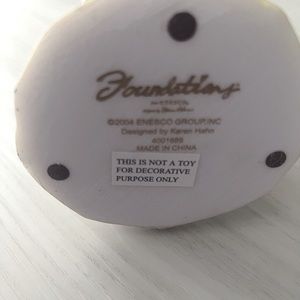 Foundations
©2004 ENESCO GROUP, INC
Designed by Karen Hahn
4001685
MADE IN CHINA
THIS IS NOT A TOY
FOR DECORATIVE
PURPOSE ONLY